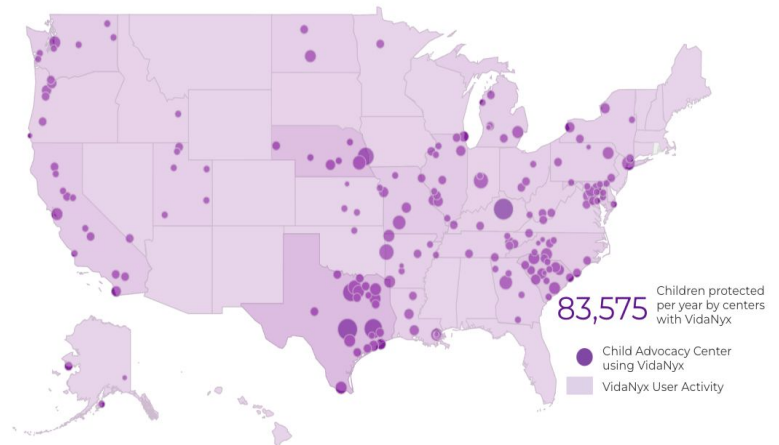 83,575
Children protected
per year by centers
with VidaNyx
Child Advocacy Center
using VidaNyx
VidaNyx User Activity